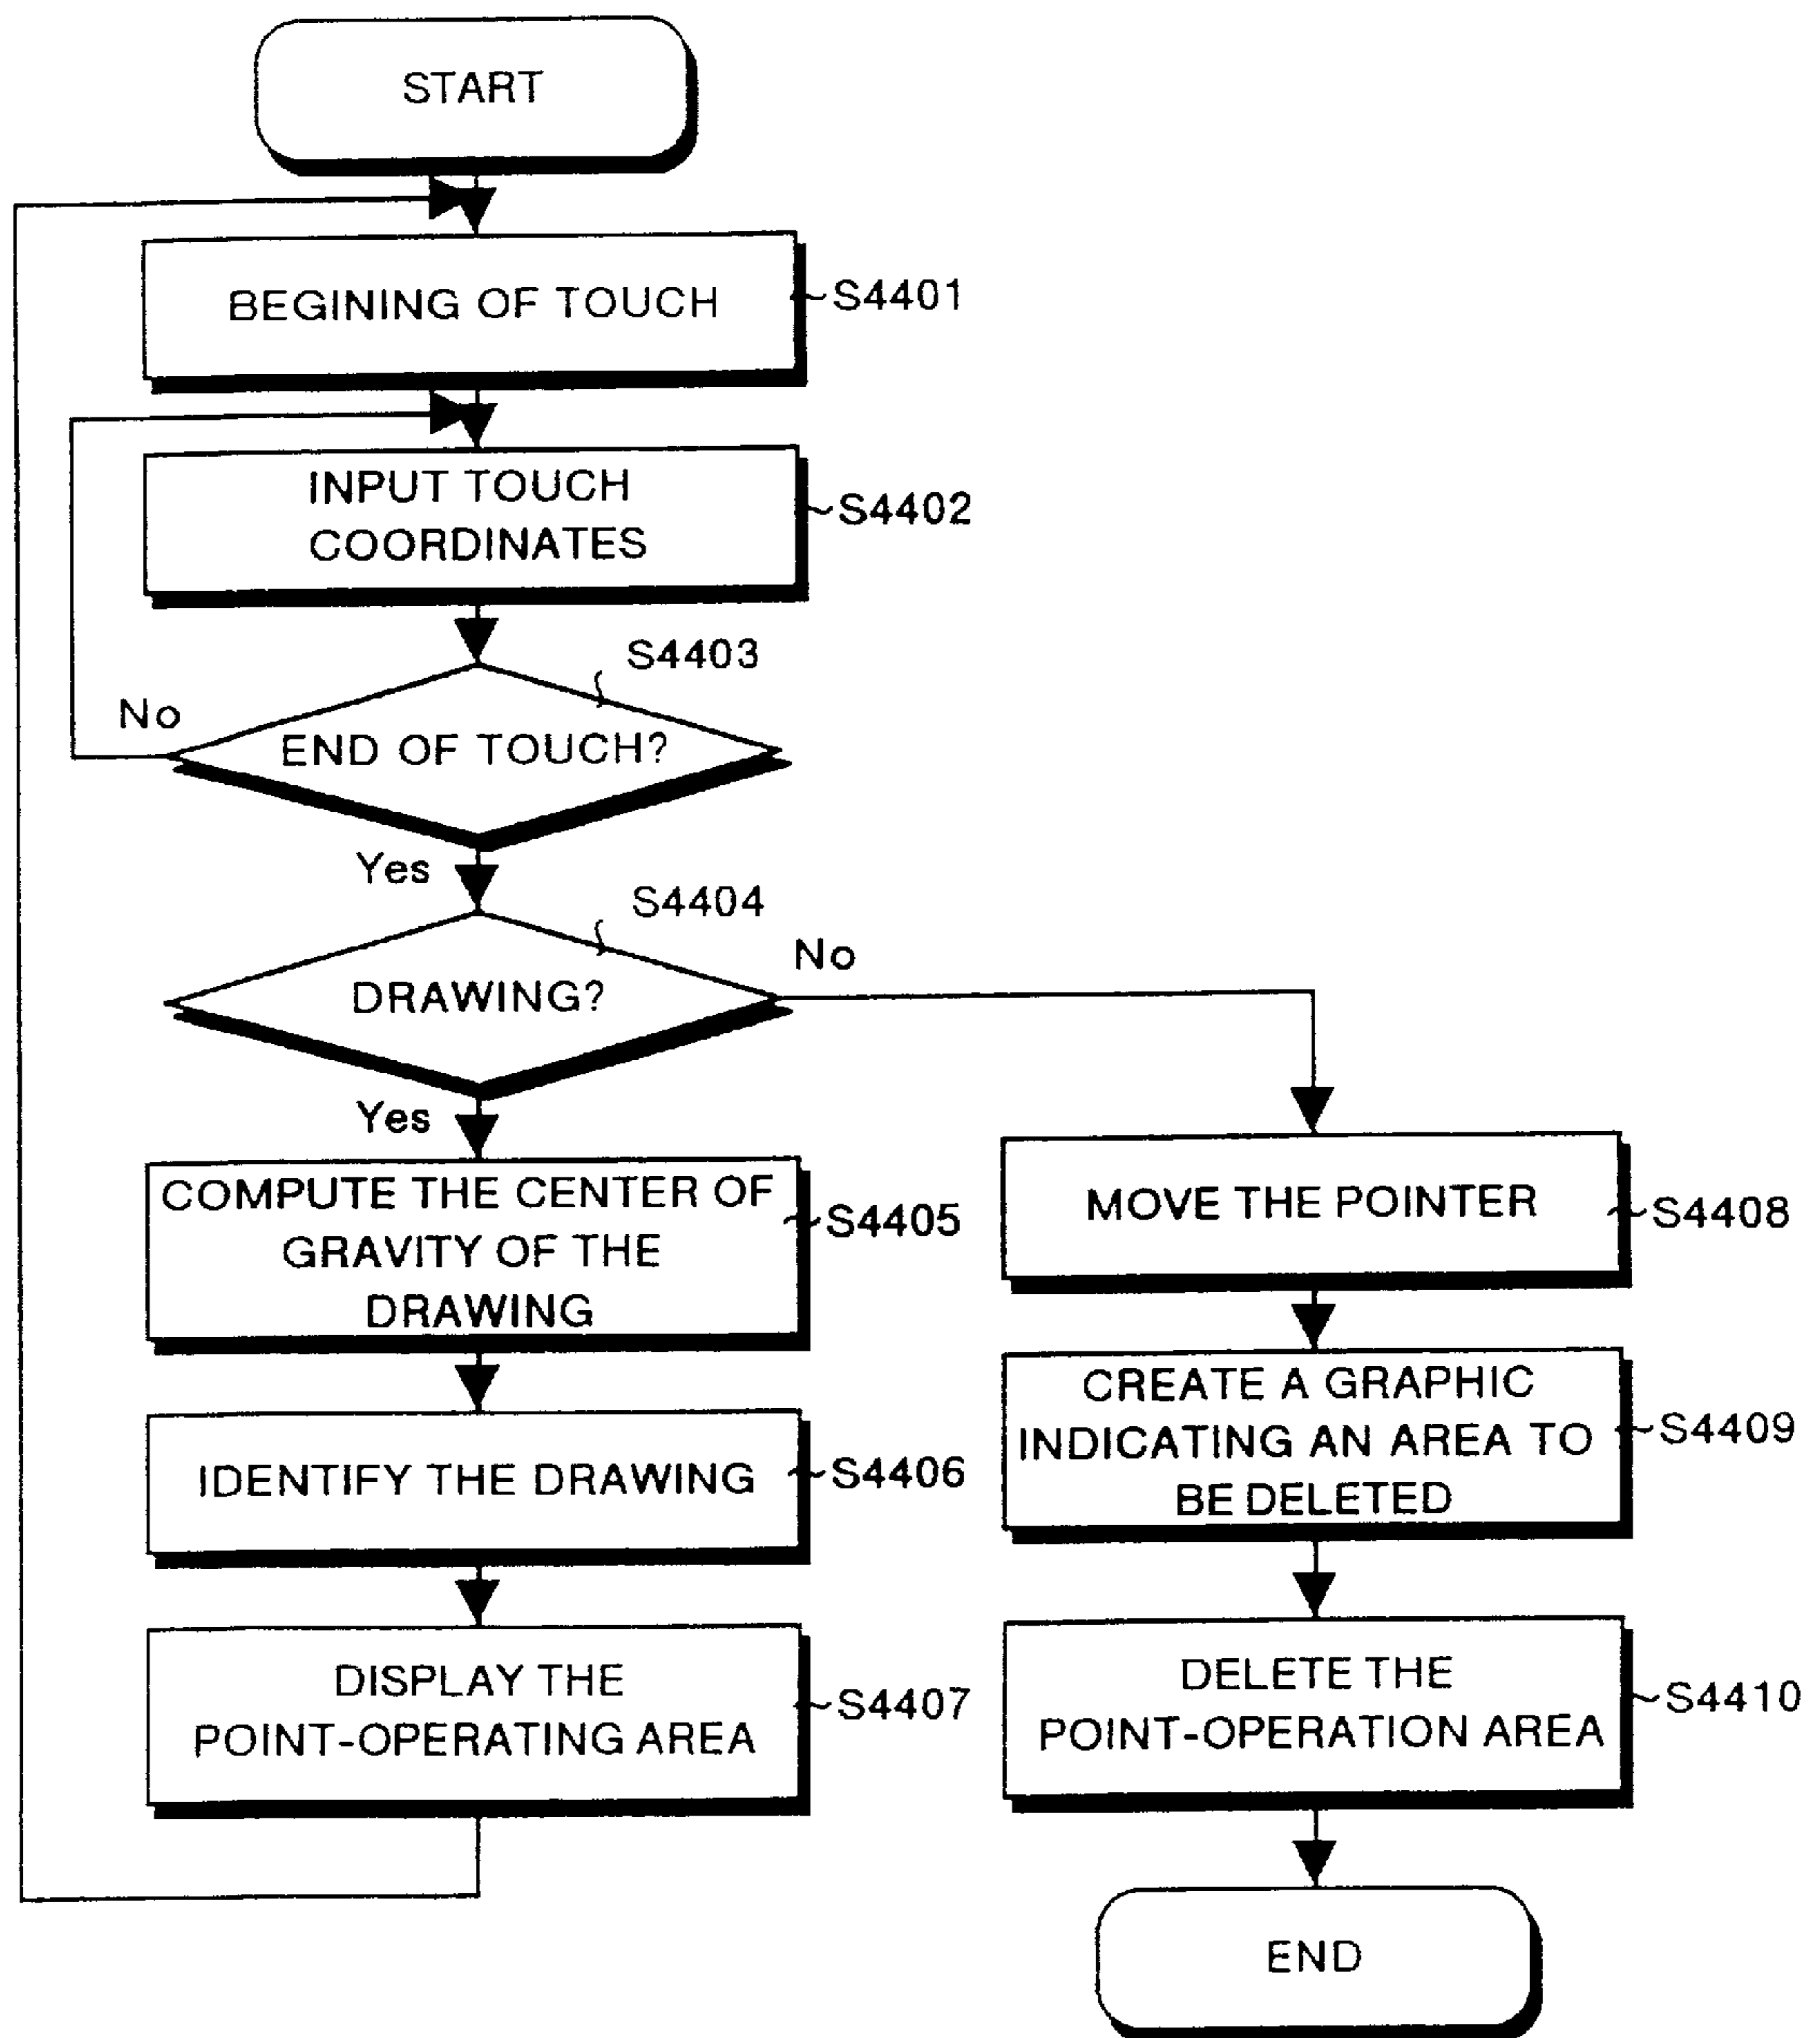 START
BEGINING OF TOUCH
S4401
INPUT TOUCH
COORDINATES
S4402
S4403
No
END OF TOUCH?
Yes
S4404
No
DRAWING?
Yes
COMPUTE THE CENTER OF
GRAVITY OF THE
DRAWING
S4405
IDENTIFY THE DRAWING
S4406
DISPLAY THE
POINT-OPERATING AREA
S4407
MOVE THE POINTER
S4408
CREATE A GRAPHIC
INDICATING AN AREA TO
BE DELETED
S4409
DELETE THE
POINT-OPERATION AREA
S4410
END